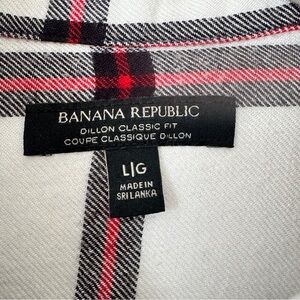 BANANA REPUBLIC
DILLON CLASSIC FIT
COUPE CLASSIQUE DILLON
L|G
MADE IN
SRI LANKA